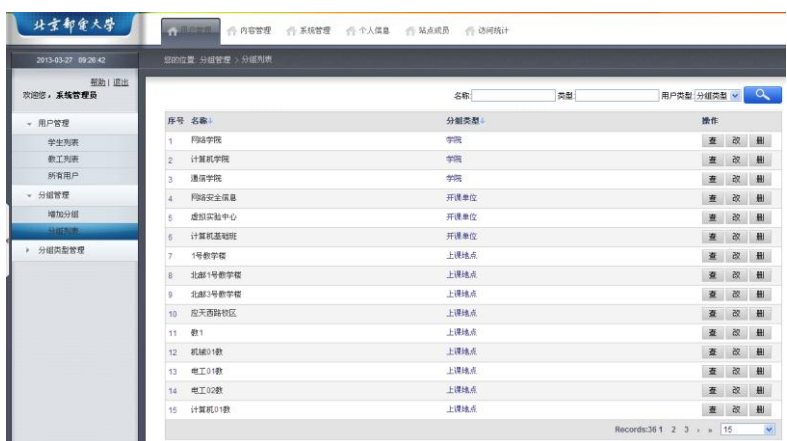 北京邮电大学
用户管理 内容管理 系统管理 个人信息 站点成员 访问统计
2013-03-27 09:26:42
您的位置: 分组管理 > 分组列表
帮助 | 退出
欢迎您，系统管理员
名称: 类型: 用户类型: 分组类型
用户管理
学生列表
教工列表
所有用户
分组管理
增加分组
分组列表
分组类型管理
序号 名称↓ 分组类型↓ 操作
1 网络学院 学院 查 改 删
2 计算机学院 学院 查 改 删
3 通信学院 学院 查 改 删
4 网络安全信息 开课单位 查 改 删
5 虚拟实验中心 开课单位 查 改 删
6 计算机基础班 开课单位 查 改 删
7 1号教学楼 上课地点 查 改 删
8 北邮1号教学楼 上课地点 查 改 删
9 北邮3号教学楼 上课地点 查 改 删
10 应天西路校区 上课地点 查 改 删
11 教1 上课地点 查 改 删
12 机械01教 上课地点 查 改 删
13 电工01教 上课地点 查 改 删
14 电工02教 上课地点 查 改 删
15 计算机01教 上课地点 查 改 删
Records:36 1 2 3 › » 15